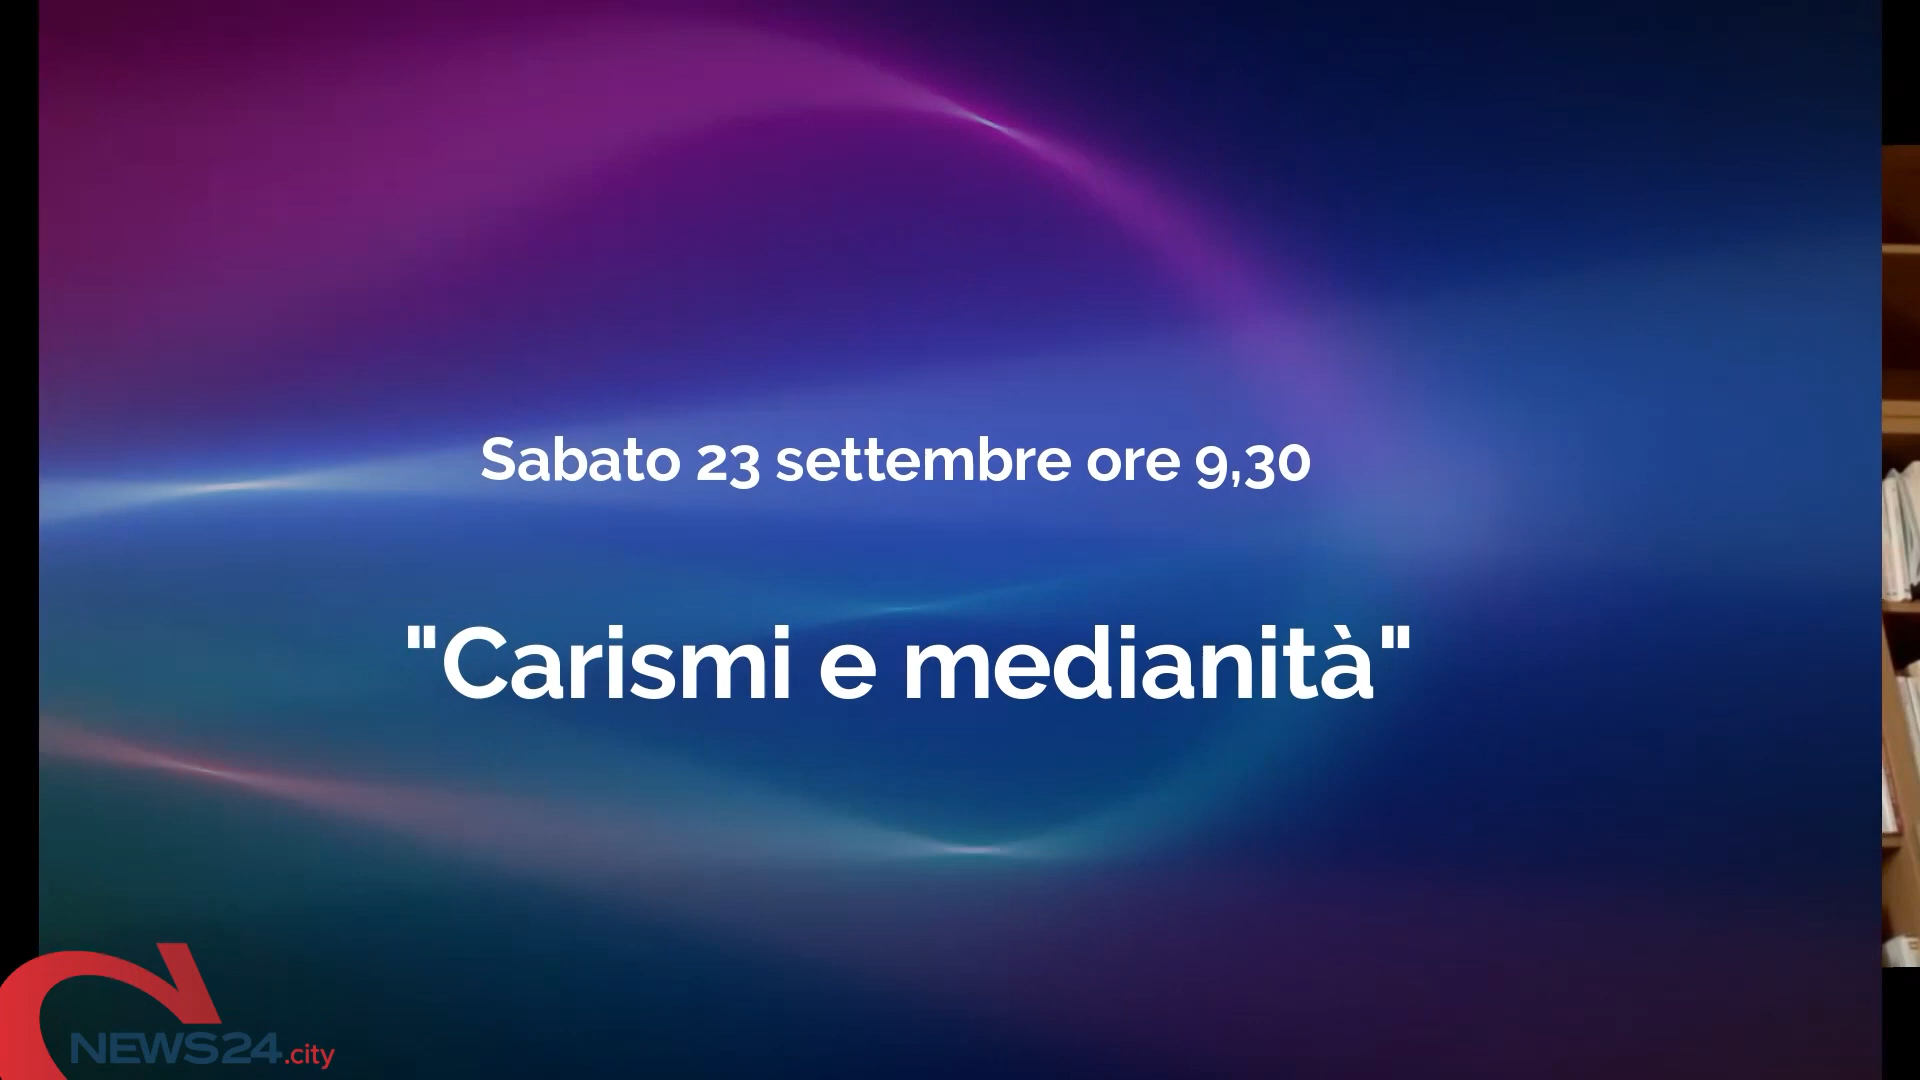 Sabato 23 settembre ore 9,30
"Carismi e medianità"
NEWS24.city